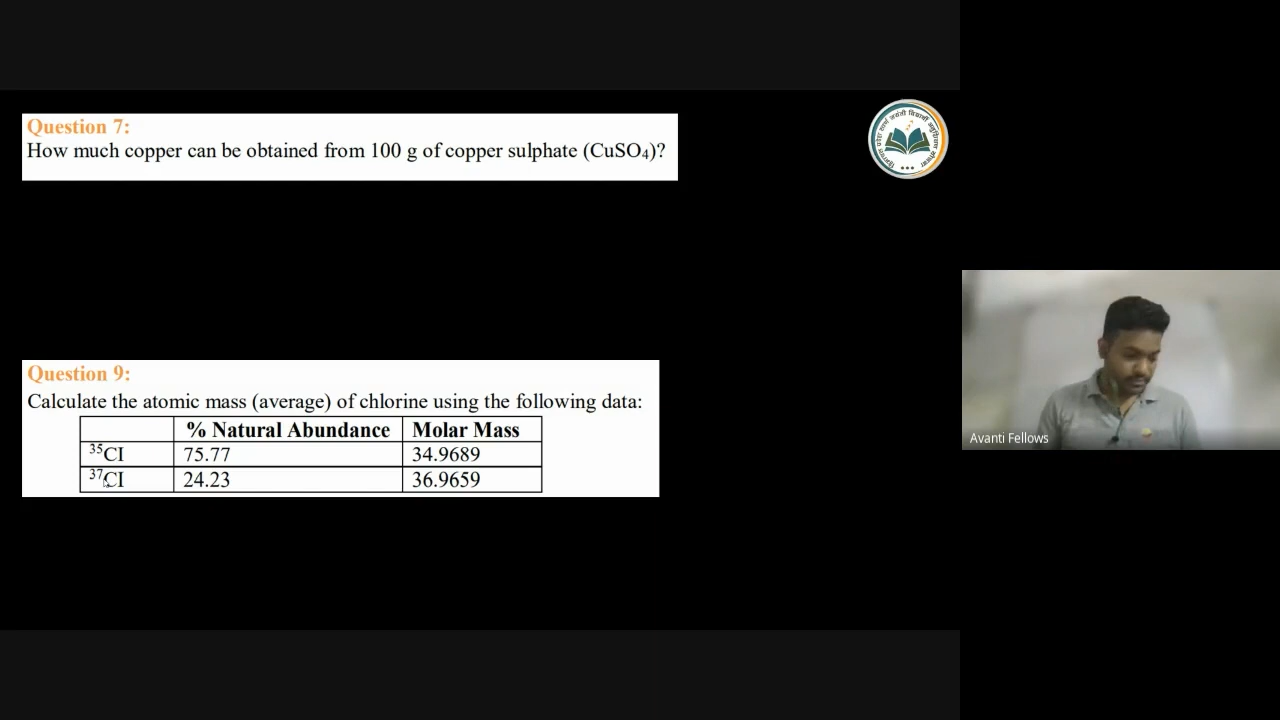 Question 7:
How much copper can be obtained from 100 g of copper sulphate (CuSO₄)?
Question 9:
Calculate the atomic mass (average) of chlorine using the following data:
% Natural Abundance Molar Mass
³⁵CI 75.77 34.9689
³⁷CI 24.23 36.9659
Avanti Fellows